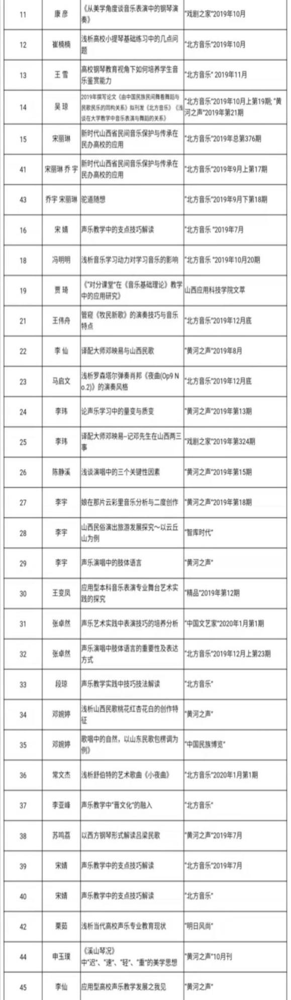 11 康 彦 《从美学角度谈音乐表演中的钢琴演 "戏剧之家"2019年10月
奏》
12 崔楠楠 浅析高校小提琴基础练习中的几点问 "北方音乐"2019年10月
题
13 王 雪 高校钢琴教育视角下如何培养学生音 "北方音乐" 2019年11月
乐鉴赏能力
14 吴 琼 2019年撰写论文《由中国民族民间舞看舞蹈与 "北方音乐"2019年10月上第19期; "黄
民歌民乐的同构关系》拟刊发《北方音乐》《浅 河之声"2019年第21期
谈在大学教学中音乐表演与舞蹈的关系》
15 宋丽琳 新时代山西省民间音乐保护与传承在 "北方音乐"2019年总第376期
民办高校的应用
41 宋丽琳 乔 宇 新时代山西省民间音乐保护与传承在 "北方音乐"2019年9月上第17期
民办高校的应用
43 乔宇 宋丽琳 驼道随想 "北方音乐"2019年9月下第18期
16 宋 婧 声乐教学中的支点技巧解读 "北方音乐 "2019年7月
18 冯明明 浅析音乐学习动力对学习音乐的影响 "北方音乐 "2019年10月20期
19 贾 琦 《"对分课堂"在《音乐基础理论》教学 山西应用科技学院文萃
中的应用研究》
21 王伟舟 管窥《牧民新歌》的演奏技巧与音乐 "北方音乐"2019年12月底
特点
22 李 仙 译配大师邓映易与山西民歌 "黄河之声"2019年8月
23 马启文 浅析罗森塔尔弹奏肖邦《夜曲(Op9 N "北方音乐"2019年12月底
o.2)》的演奏风格
24 李玮 论声乐学习中的量变与质变 "黄河之声"2019年第13期
25 李玮 译配大师邓映易--记邓先生在山西两三 "戏剧之家"2019年第324期
事
26 陈静溪 浅谈演唱中的三个关键性因素 "黄河之声"2019年第15期
27 李宇 娘在那片云彩里音乐分析与二度创作 "黄河之声"2019年第18期
28 李宇 山西民俗演出旅游发展探究～以云丘 "智库时代"
山为例
29 李宇 声乐演唱中的肢体语言 "黄河之声"
30 王变凤 应用型本科音乐表演专业舞台艺术实 "精品"2019年第12期
践的探究
31 张卓然 声乐艺术实践中表演技巧的培养分析 "中国文艺家"2020年1月第1期
32 张卓然 声乐演唱中肢体语言的重要性及表达 "北方音乐"2019年12月上第23期
方式
33 段琼 声乐教学实践中技巧技法解读 "北方音乐"
34 邓婉婷 浅析山西民歌桃花红杏花白的创作特 "黄河之声"
征
35 邓婉婷 歌唱中的自然，以山东民歌包楞调为 "中国民族博览"
例》
36 常文杰 浅析舒伯特的艺术歌曲《小夜曲》 "北方音乐"2020年1月第1期
37 李亚峰 声乐教学中"晋文化"的融入 "北方音乐"
38 苏鸣荔 以西方钢琴形式解读吕梁民歌 "黄河之声"2019年7月
39 宋婧 声乐教学中的支点技巧解读 "北方音乐"2019年7月
40 宋婧 声乐教学中的支点技巧解读 "北方音乐"
42 栗茹 浅析当代高校声乐专业教育现状 "明日风尚"
44 申玉璞 《溪山琴况》 "黄河之声"10月刊
中"迟"、"速"、"轻"、"重"的美学思想
45 李仙 应用型高校声乐教学发展之我见 "黄河之声"